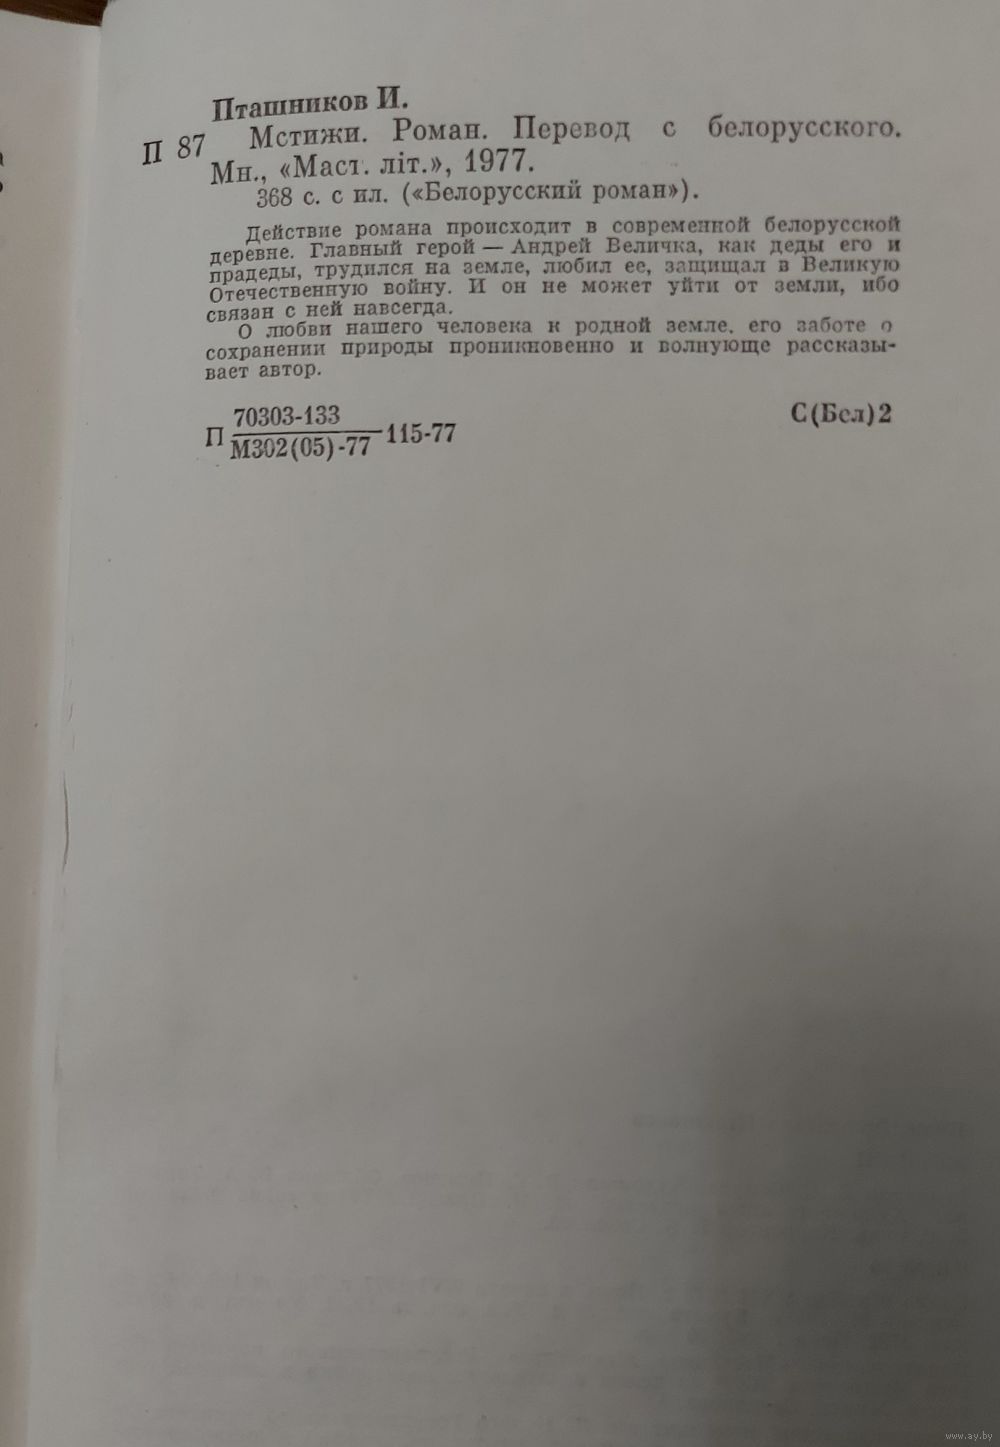 Пташников И.
П 87 Мстижи. Роман. Перевод с белорусского.
Мн., «Маст. літ.», 1977.
368 с. с ил. («Белорусский роман»).
Действие романа происходит в современной белорусской
деревне. Главный герой — Андрей Величка, как деды его и
прадеды, трудился на земле, любил ее, защищал в Великую
Отечественную войну. И он не может уйти от земли, ибо
связан с ней навсегда.
О любви нашего человека к родной земле, его заботе о
сохранении природы проникновенно и волнующе рассказы-
вает автор.
70303-133
П 115-77
М302(05)-77
С(Бел)2
www.ay.by